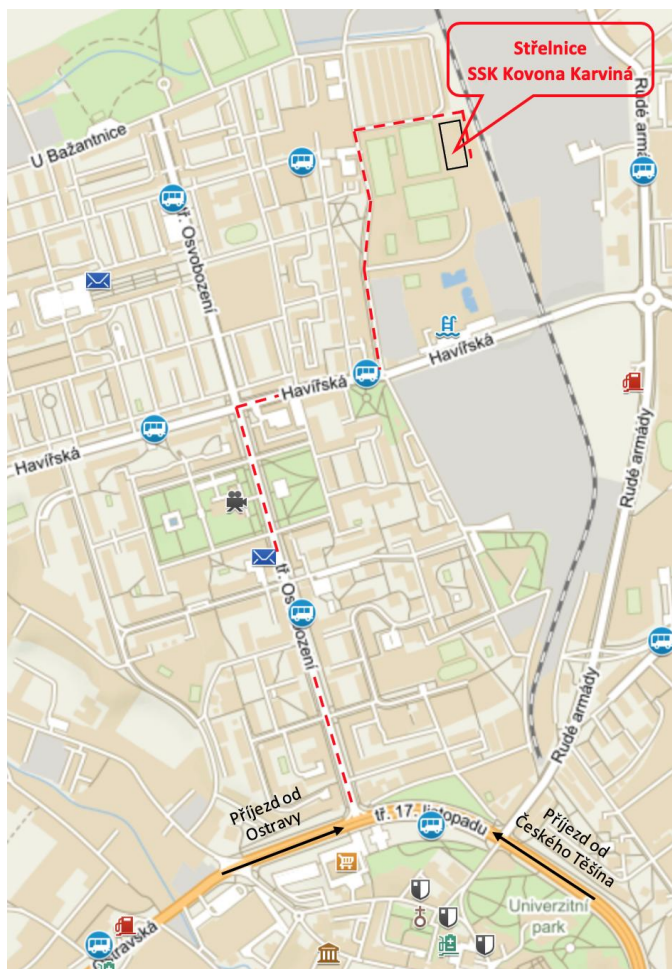 Střelnice
SSK Kovona Karviná
Rudé armády
U Bažantnice
tř. Osvobození
Havířská
Havířská
Havířská
Rudé armády
tř. Osvobození
Rudé armády
Příjezd od
Ostravy
tř. 17. listopadu
Příjezd od
Českého Těšína
Univerzitní
park
Ostravská